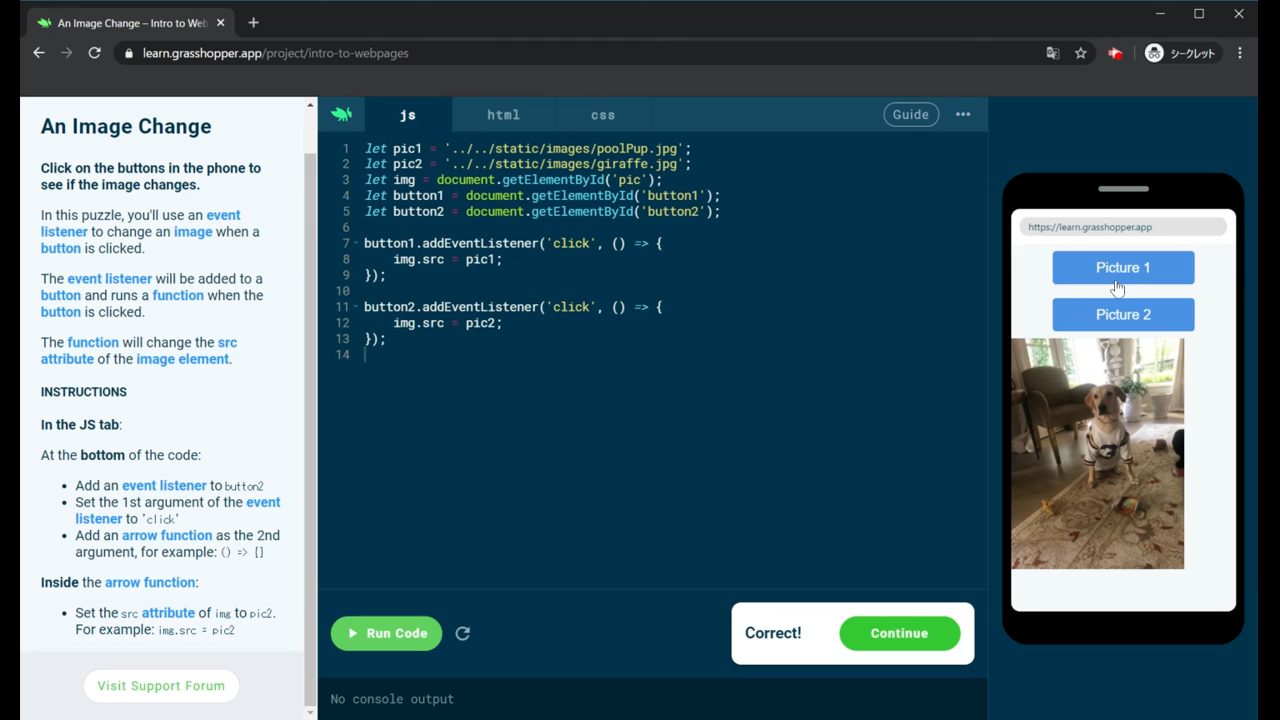 An Image Change – Intro to Web
learn.grasshopper.app/project/intro-to-webpages
シークレット
An Image Change
Click on the buttons in the phone to
see if the image changes.
In this puzzle, you'll use an event
listener to change an image when a
button is clicked.
The event listener will be added to a
button and runs a function when the
button is clicked.
The function will change the src
attribute of the image element.
INSTRUCTIONS
In the JS tab:
At the bottom of the code:
• Add an event listener to button2
• Set the 1st argument of the event
listener to 'click'
• Add an arrow function as the 2nd
argument, for example: () => []
Inside the arrow function:
• Set the src attribute of img to pic2.
For example: img.src = pic2
Visit Support Forum
js html css Guide
1 let pic1 = '../../static/images/poolPup.jpg';
2 let pic2 = '../../static/images/giraffe.jpg';
3 let img = document.getElementById('pic');
4 let button1 = document.getElementById('button1');
5 let button2 = document.getElementById('button2');
6
7 button1.addEventListener('click', () => {
8 img.src = pic1;
9 });
10
11 button2.addEventListener('click', () => {
12 img.src = pic2;
13 });
14
Run Code
Correct!
Continue
No console output
https://learn.grasshopper.app
Picture 1
Picture 2